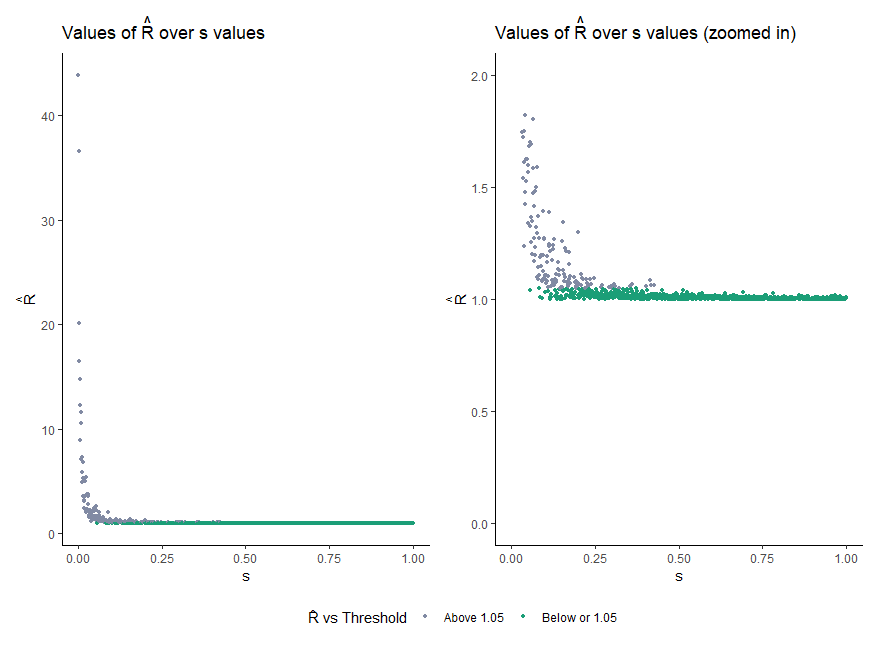 Values of R̂ over s values
Values of R̂ over s values (zoomed in)
R̂
40
30
20
10
0
0.00 0.25 0.50 0.75 1.00
s
R̂
2.0
1.5
1.0
0.5
0.0
0.00 0.25 0.50 0.75 1.00
s
R̂ vs Threshold Above 1.05 Below or 1.05